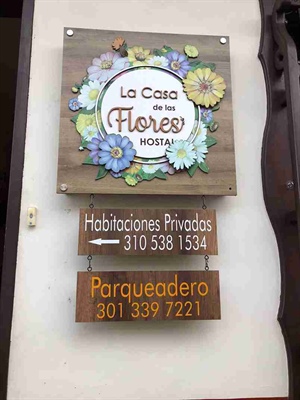 La Casa
de las
Flores
HOSTAL
Habitaciones Privadas
310 538 1534
Parqueadero
301 339 7221